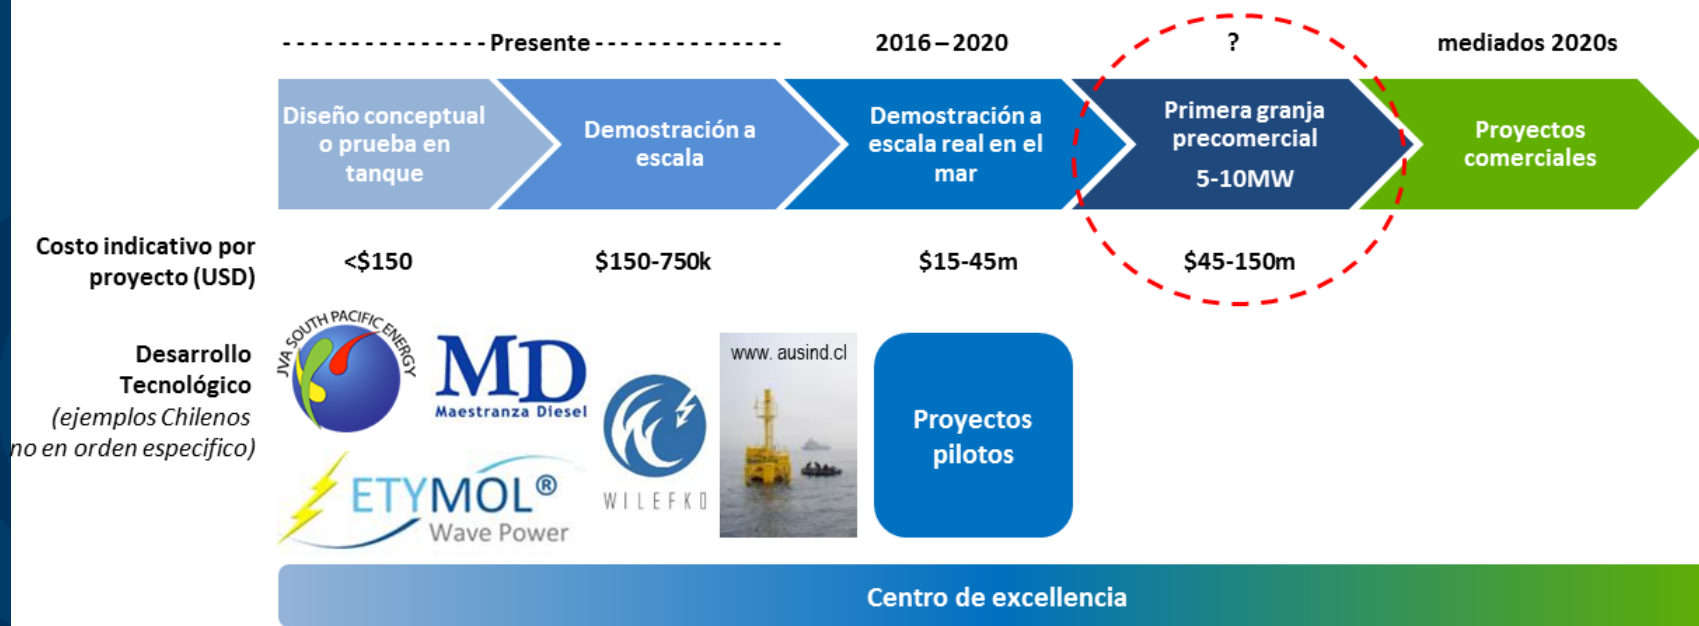 - - - - - - - - - - - - - - - Presente - - - - - - - - - - - - - -
2016 – 2020
?
mediados 2020s
Diseño conceptual
o prueba en
tanque
Demostración a
escala
Demostración a
escala real en el
mar
Primera granja
precomercial
5-10MW
Proyectos
comerciales
Costo indicativo por
proyecto (USD)
<$150
$150-750k
$15-45m
$45-150m
Desarrollo
Tecnológico
(ejemplos Chilenos
no en orden especifico)
JVA SOUTH PACIFIC ENERGY
MD
Maestranza Diesel
ETYMOL®
Wave Power
WILEFKO
www. ausind.cl
Proyectos
pilotos
Centro de excellencia